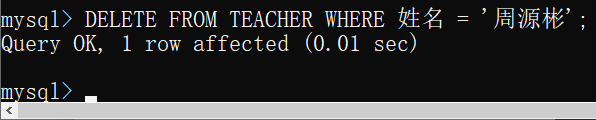 mysql> DELETE FROM TEACHER WHERE 姓名 = '周源彬';
Query OK, 1 row affected (0.01 sec)
mysql>